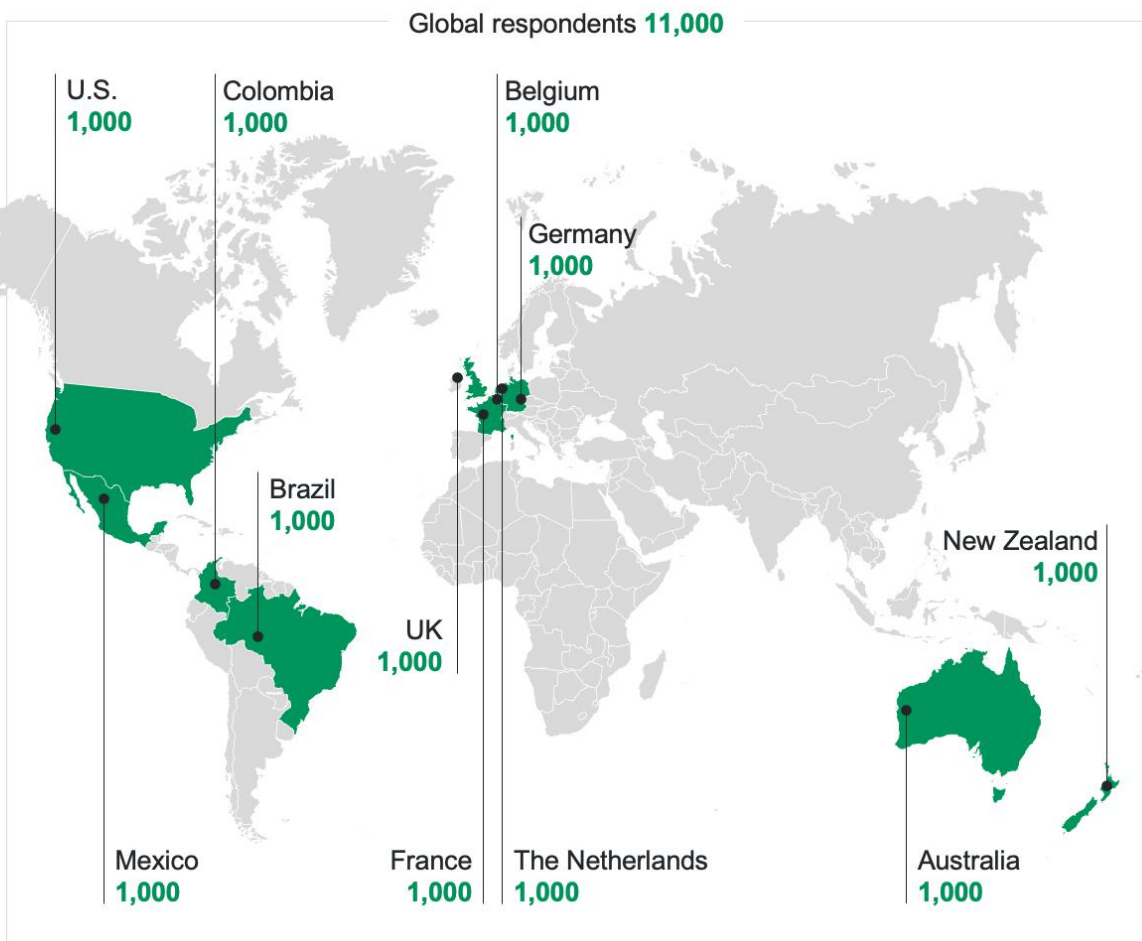 Global respondents 11,000
U.S.
1,000
Colombia
1,000
Belgium
1,000
Germany
1,000
Brazil
1,000
New Zealand
1,000
UK
1,000
Mexico
1,000
France
1,000
The Netherlands
1,000
Australia
1,000